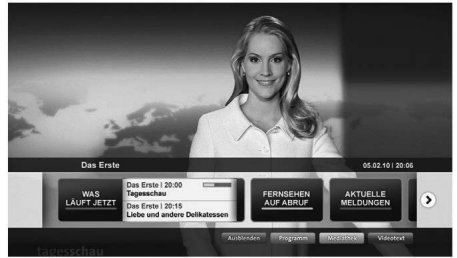 Das Erste
05.02.10 | 20:06
WAS
LÄUFT JETZT
Das Erste | 20:00
Tagesschau
Das Erste | 20:15
Liebe und andere Delikatessen
FERNSEHEN
AUF ABRUF
AKTUELLE
MELDUNGEN
Ausblenden
Programm
Mediathek
Videotext
tagesschau